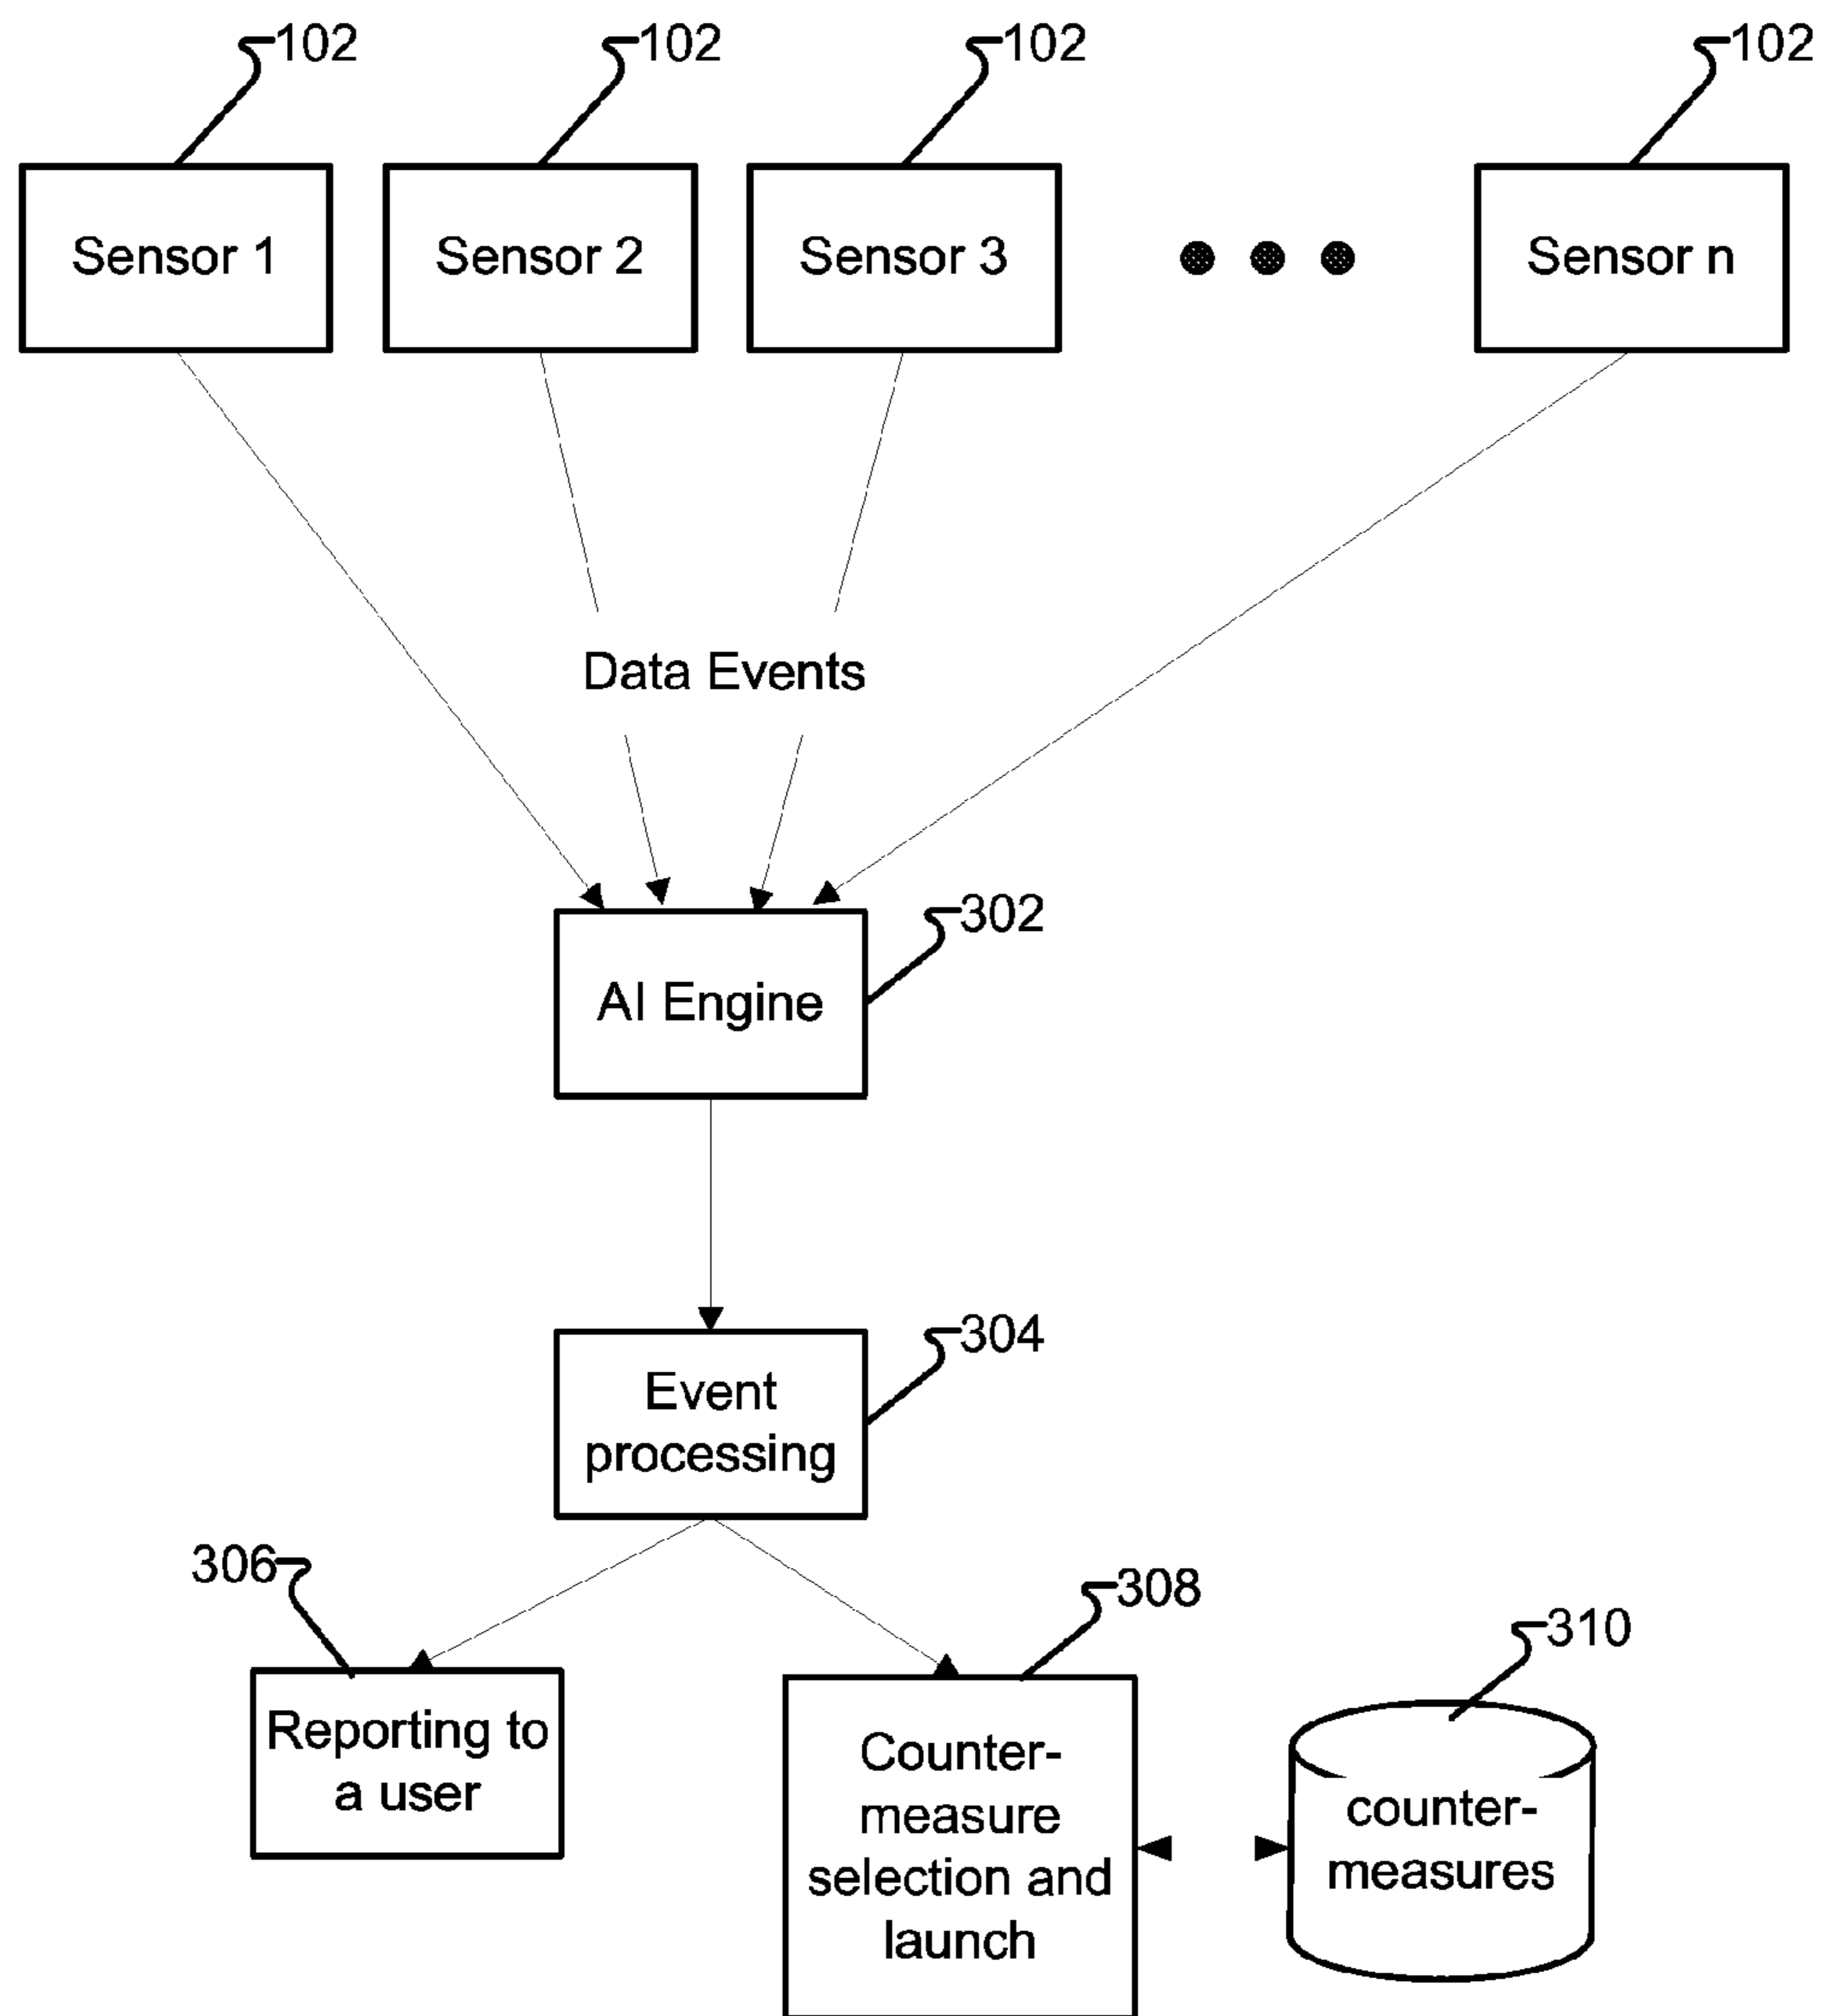 102
102
102
102
Sensor 1
Sensor 2
Sensor 3
Sensor n
Data Events
302
AI Engine
304
Event
processing
306
308
310
Reporting to
a user
Counter-
measure
selection and
launch
counter-
measures